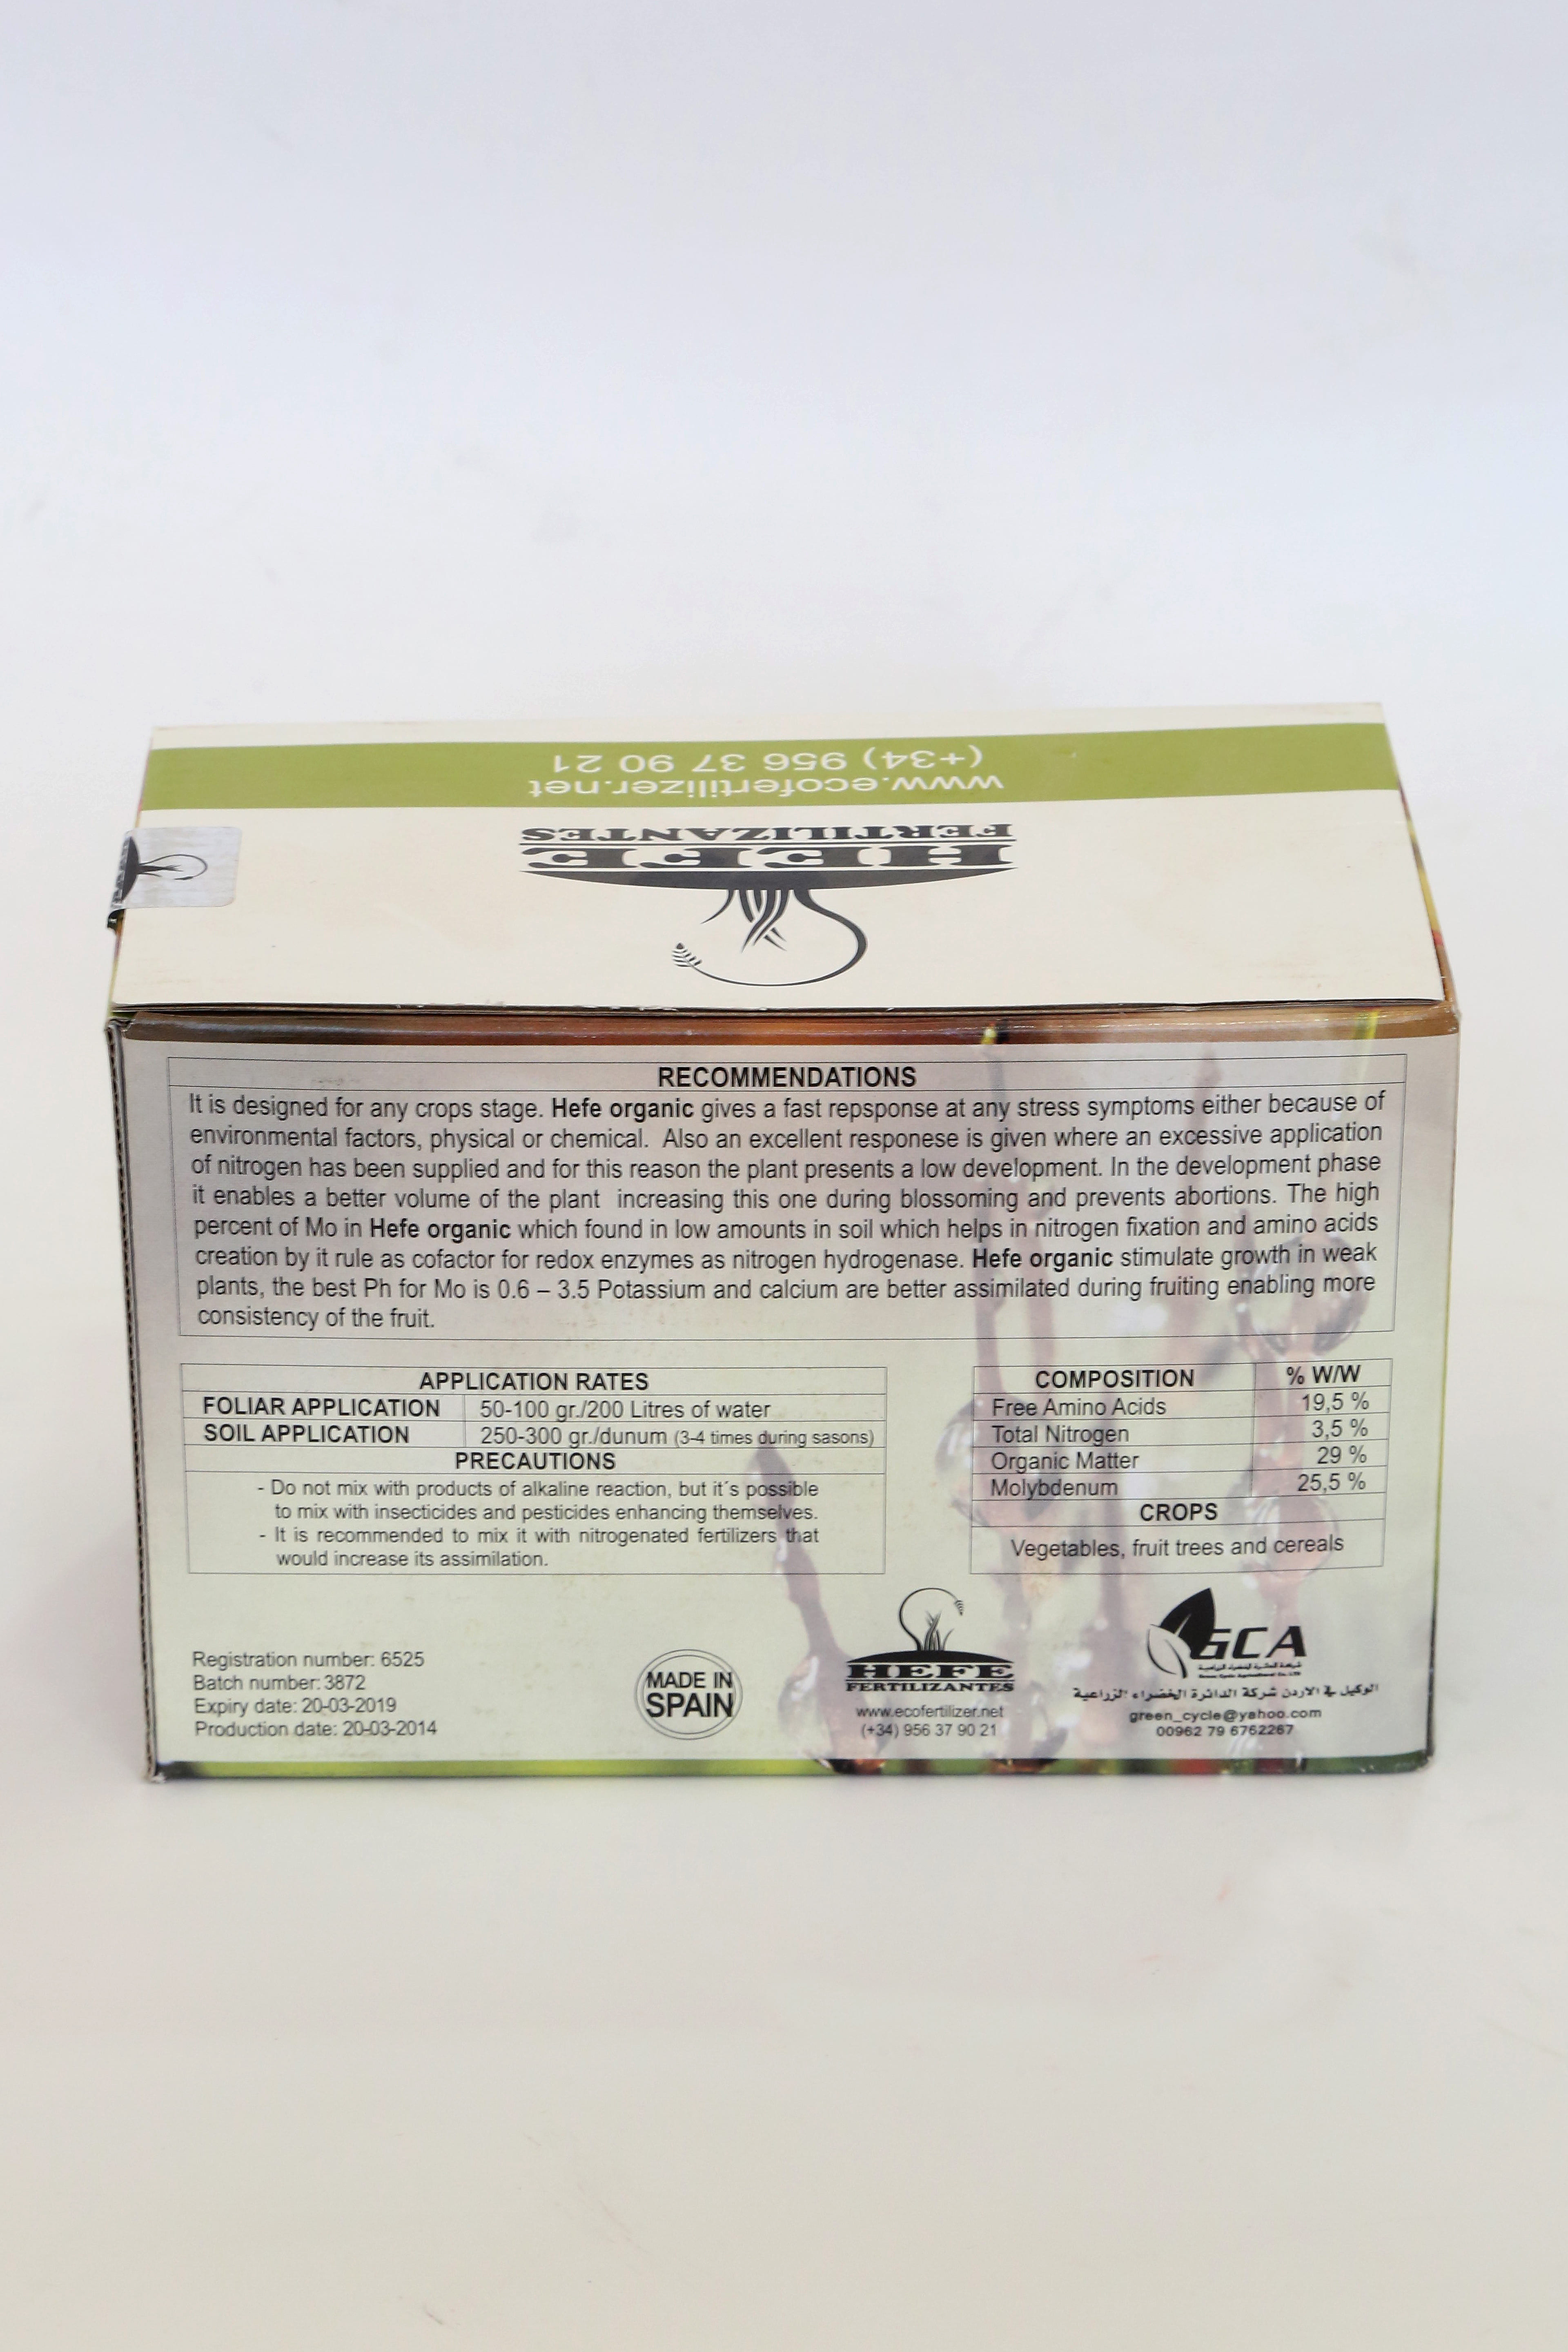 (+34) 956 37 90 21
www.ecofertilizer.net
HEFE
FERTILIZANTES
RECOMMENDATIONS
It is designed for any crops stage. Hefe organic gives a fast repsponse at any stress symptoms either because of
environmental factors, physical or chemical. Also an excellent responese is given where an excessive application
of nitrogen has been supplied and for this reason the plant presents a low development. In the development phase
it enables a better volume of the plant increasing this one during blossoming and prevents abortions. The high
percent of Mo in Hefe organic which found in low amounts in soil which helps in nitrogen fixation and amino acids
creation by it rule as cofactor for redox enzymes as nitrogen hydrogenase. Hefe organic stimulate growth in weak
plants, the best Ph for Mo is 0.6 – 3.5 Potassium and calcium are better assimilated during fruiting enabling more
consistency of the fruit.
APPLICATION RATES
FOLIAR APPLICATION 50-100 gr./200 Litres of water
SOIL APPLICATION 250-300 gr./dunum (3-4 times during sasons)
PRECAUTIONS
- Do not mix with products of alkaline reaction, but it´s possible
to mix with insecticides and pesticides enhancing themselves.
- It is recommended to mix it with nitrogenated fertilizers that
would increase its assimilation.
COMPOSITION % W/W
Free Amino Acids 19,5 %
Total Nitrogen 3,5 %
Organic Matter 29 %
Molybdenum 25,5 %
CROPS
Vegetables, fruit trees and cereals
Registration number: 6525
Batch number: 3872
Expiry date: 20-03-2019
Production date: 20-03-2014
MADE IN
SPAIN
HEFE
FERTILIZANTES
www.ecofertilizer.net
(+34) 956 37 90 21
GCA
شركة الدائرة الخضراء الزراعية
Green Cycle Agricultural Co. LTD
الوكيل في الاردن شركة الدائرة الخضراء الزراعية
green_cycle@yahoo.com
00962 79 6762267